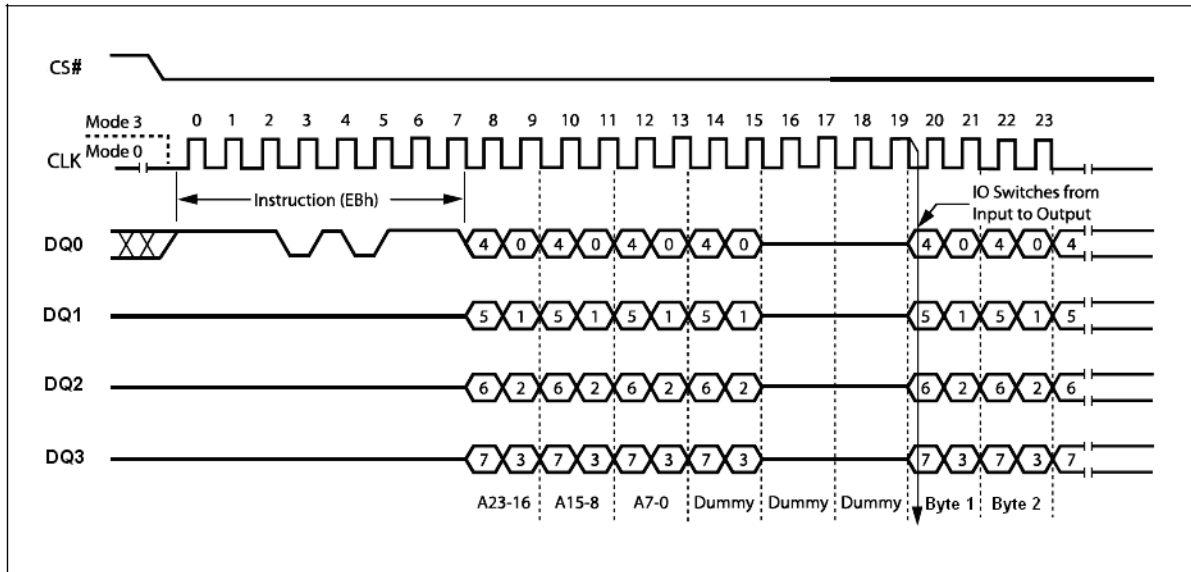 CS#
Mode 3
0 1 2 3 4 5 6 7 8 9 10 11 12 13 14 15 16 17 18 19 20 21 22 23
Mode 0
CLK
Instruction (EBh)
IO Switches from
Input to Output
DQ0
4 0 4 0 4 0 4 0 4 0 4 0 4
DQ1
5 1 5 1 5 1 5 1 5 1 5 1 5
DQ2
6 2 6 2 6 2 6 2 6 2 6 2 6
DQ3
7 3 7 3 7 3 7 3 7 3 7 3 7
A23-16 A15-8 A7-0 Dummy Dummy Dummy Byte 1 Byte 2